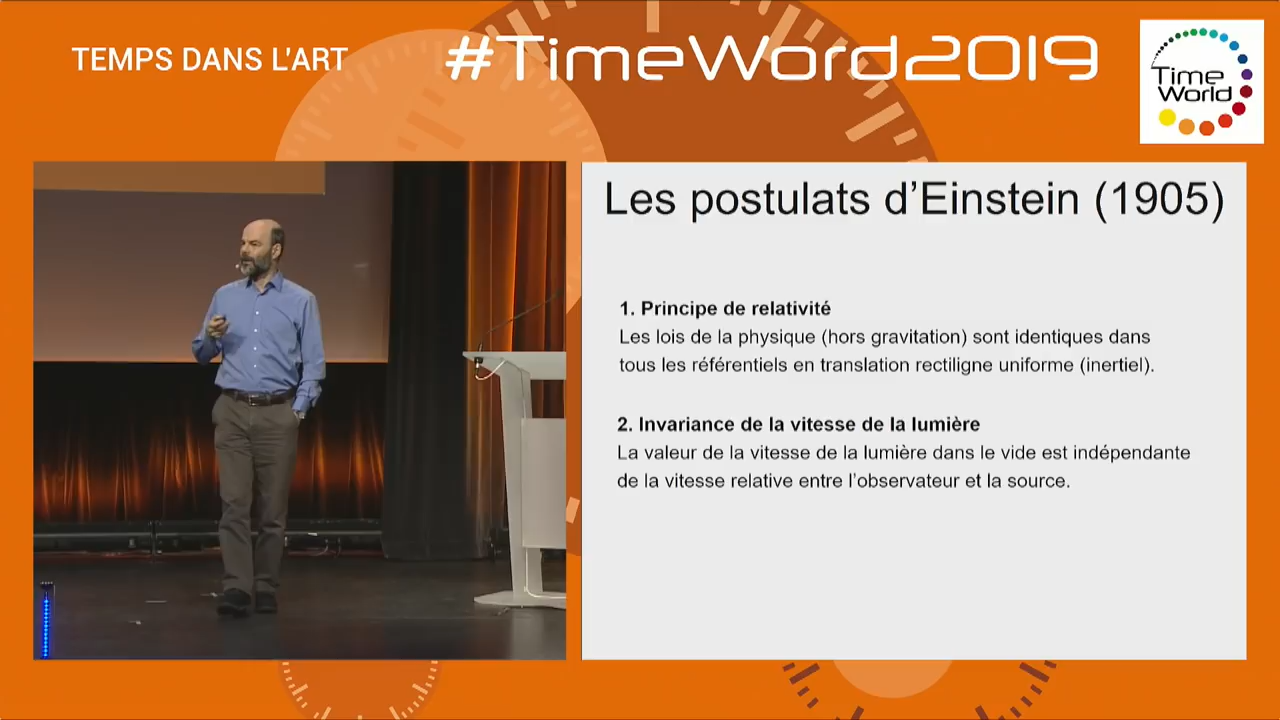 TEMPS DANS L'ART
#TimeWord2019
Time
World
Les postulats d'Einstein (1905)
1. Principe de relativité
Les lois de la physique (hors gravitation) sont identiques dans
tous les référentiels en translation rectiligne uniforme (inertiel).
2. Invariance de la vitesse de la lumière
La valeur de la vitesse de la lumière dans le vide est indépendante
de la vitesse relative entre l'observateur et la source.